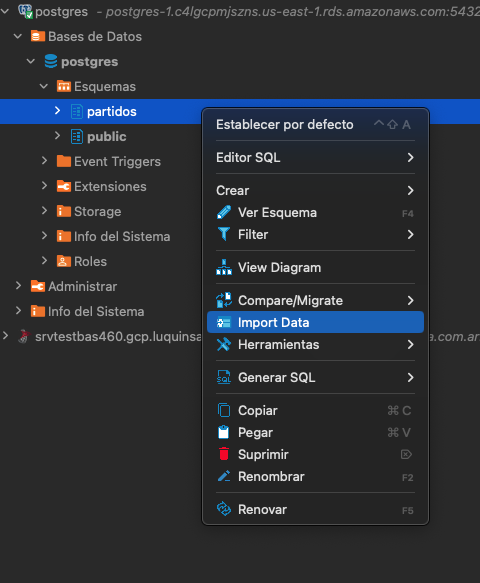 postgres - postgres-1.c4lgcpmjszns.us-east-1.rds.amazonaws.com:5432
Bases de Datos
postgres
Esquemas
partidos
public
Event Triggers
Extensiones
Storage
Info del Sistema
Roles
Administrar
Info del Sistema
srvtestbas460.gcp.luquinsa
a.com.ar
Establecer por defecto ^⇧A
Editor SQL
Crear
Ver Esquema F4
Filter
View Diagram
Compare/Migrate
Import Data
Herramientas
Generar SQL
Copiar ⌘C
Pegar ⌘V
Suprimir ⌦
Renombrar F2
Renovar F5